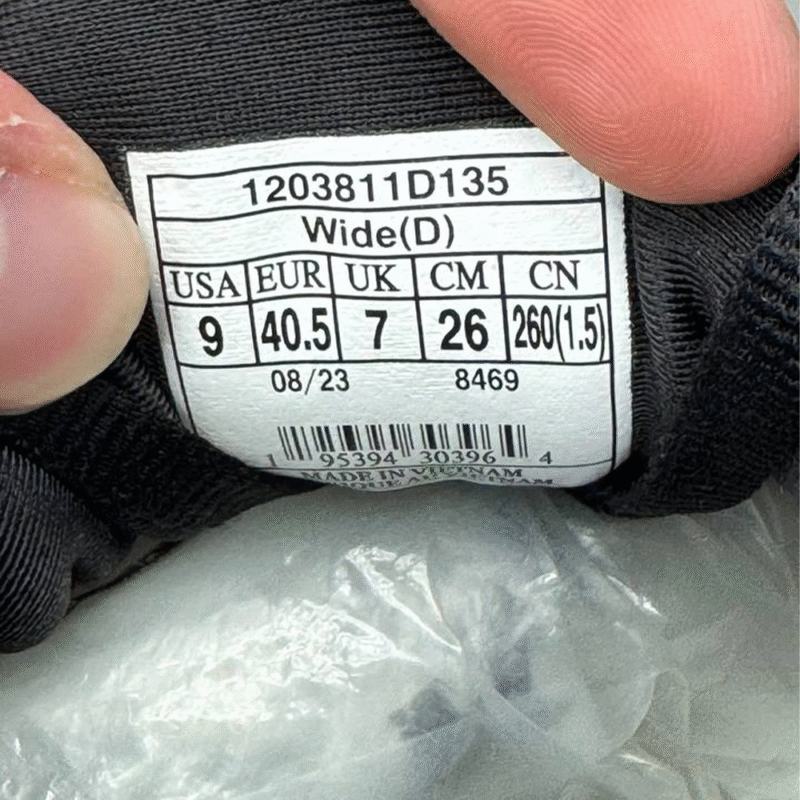 1203811D135
Wide(D)
USA EUR UK CM CN
9 40.5 7 26 260(1.5)
08/23 8469
1 95394 30396 4
MADE IN VIETNAM